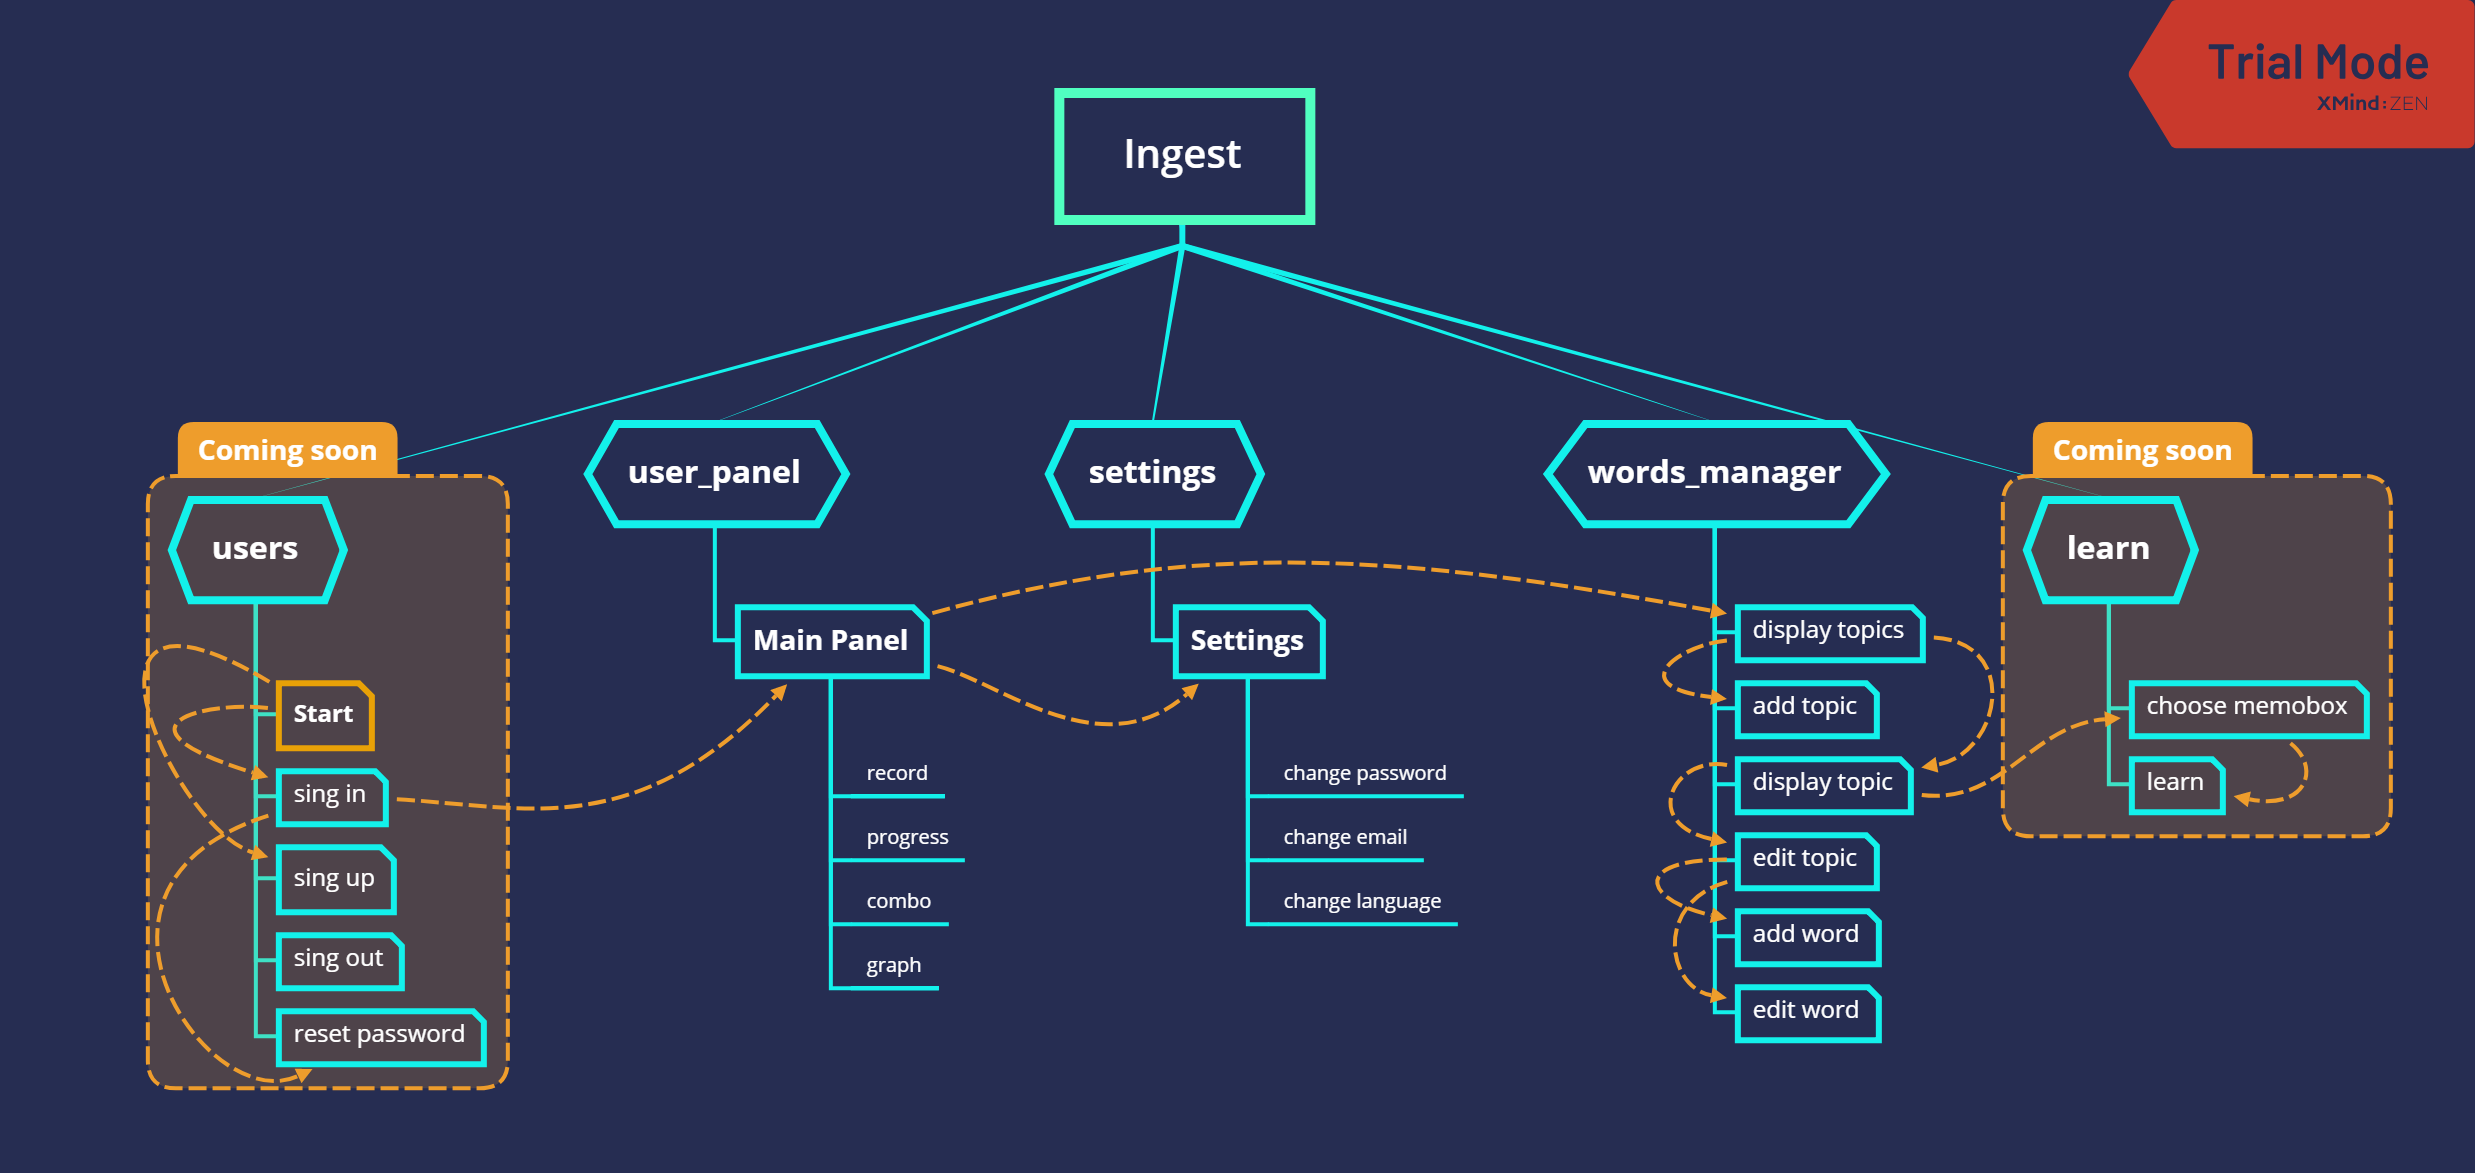 Trial Mode
XMind:ZEN
Ingest
Coming soon
users
Start
sing in
sing up
sing out
reset password
user_panel
Main Panel
record
progress
combo
graph
settings
Settings
change password
change email
change language
words_manager
display topics
add topic
display topic
edit topic
add word
edit word
Coming soon
learn
choose memobox
learn